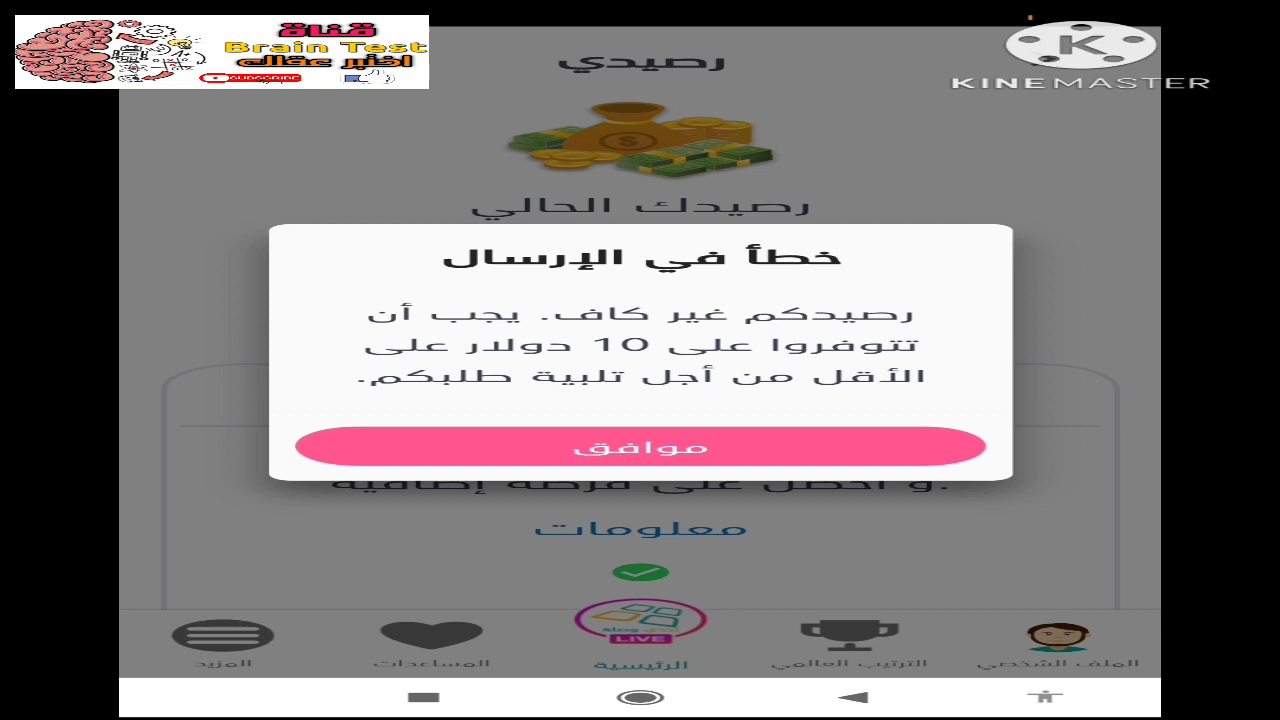 قناة
Brain Test
اختبر عقلك
SUBSCRIBE
KINEMASTER
رصيدي
رصيدك الحالي
خطأ في الإرسال
رصيدكم غير كاف. يجب أن
تتوفروا على 10 دولار على
الأقل من أجل تلبية طلبكم.
موافق
و احصل على فرصة إضافية.
معلومات
وصلة
LIVE
الملف الشخصي
الترتيب العالمي
الرئيسية
المساعدات
المزيد